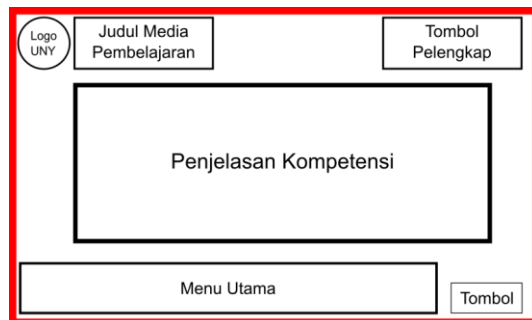 Logo
UNY
Judul Media
Pembelajaran
Tombol
Pelengkap
Penjelasan Kompetensi
Menu Utama
Tombol